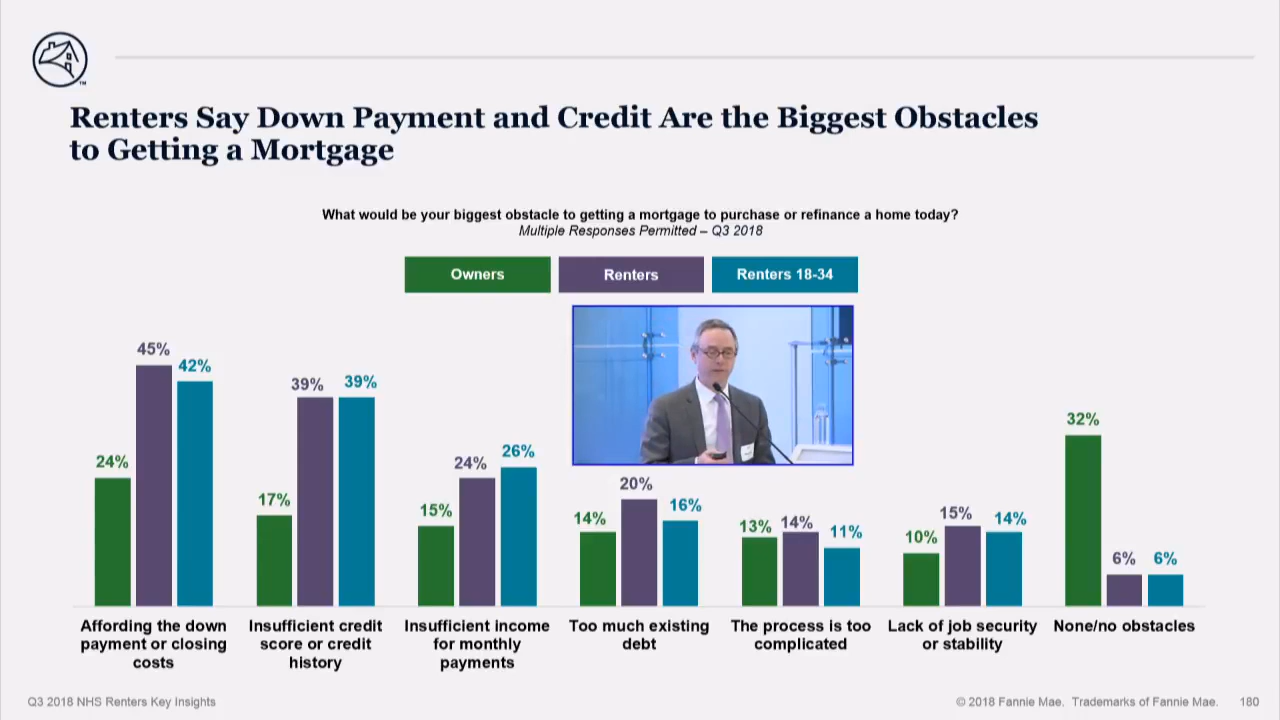 Renters Say Down Payment and Credit Are the Biggest Obstacles
to Getting a Mortgage
What would be your biggest obstacle to getting a mortgage to purchase or refinance a home today?
Multiple Responses Permitted – Q3 2018
Owners
Renters
Renters 18-34
24%
45%
42%
17%
39%
39%
15%
24%
26%
14%
20%
16%
13%
14%
11%
10%
15%
14%
32%
6%
6%
Affording the down
payment or closing
costs
Insufficient credit
score or credit
history
Insufficient income
for monthly
payments
Too much existing
debt
The process is too
complicated
Lack of job security
or stability
None/no obstacles
Q3 2018 NHS Renters Key Insights
© 2018 Fannie Mae. Trademarks of Fannie Mae.
180